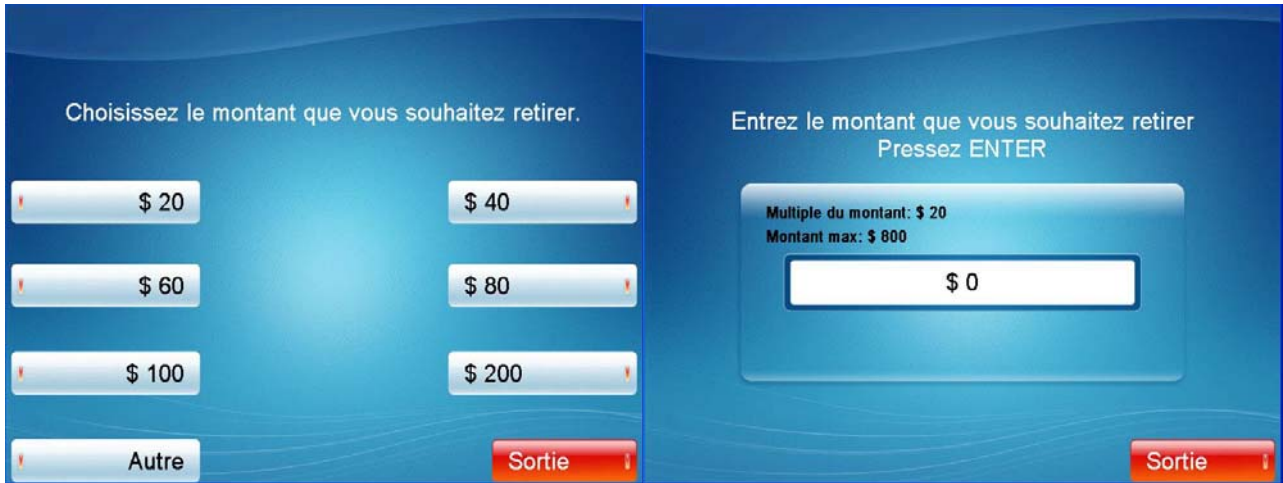 Choisissez le montant que vous souhaitez retirer.
$ 20
$ 40
$ 60
$ 80
$ 100
$ 200
Autre
Sortie
Entrez le montant que vous souhaitez retirer
Pressez ENTER
Multiple du montant: $ 20
Montant max: $ 800
$ 0
Sortie